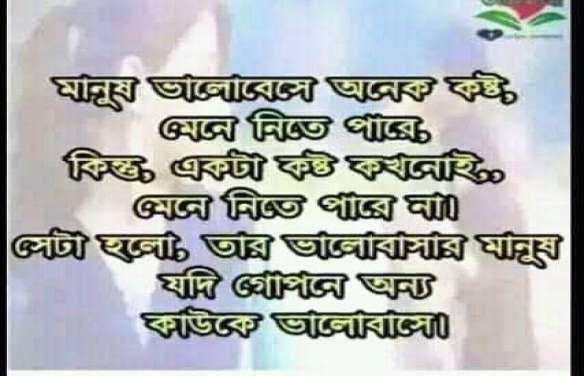 মানুষ ভালোবেসে অনেক কষ্ট,
মেনে নিতে পারে,
কিন্তু, একটা কষ্ট কখনোই,,
মেনে নিতে পারে না।
সেটা হলো, তার ভালোবাসার মানুষ
যদি গোপনে অন্য
কাউকে ভালোবাসে।